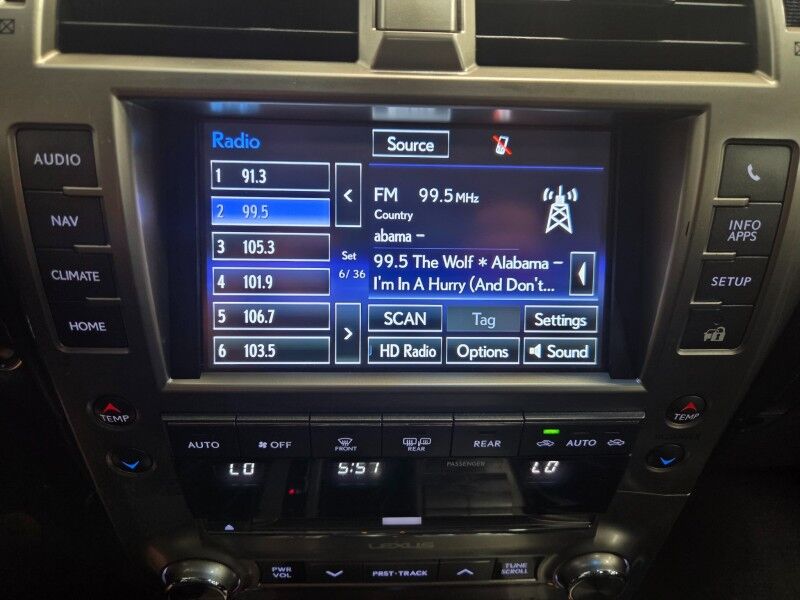 Radio
Source
1 91.3
2 99.5
3 105.3
4 101.9
5 106.7
6 103.5
<
Set
6/36
>
FM 99.5 MHz
Country
abama -
99.5 The Wolf * Alabama -
I'm In A Hurry (And Don't...
SCAN Tag Settings
HD Radio Options Sound
AUDIO
NAV
CLIMATE
HOME
INFO
APPS
SETUP
TEMP
TEMP
AUTO OFF FRONT REAR REAR AUTO
PASSENGER
LO 5:57 LO
LEXUS
PWR
VOL
PRST·TRACK
TUNE
SCROLL